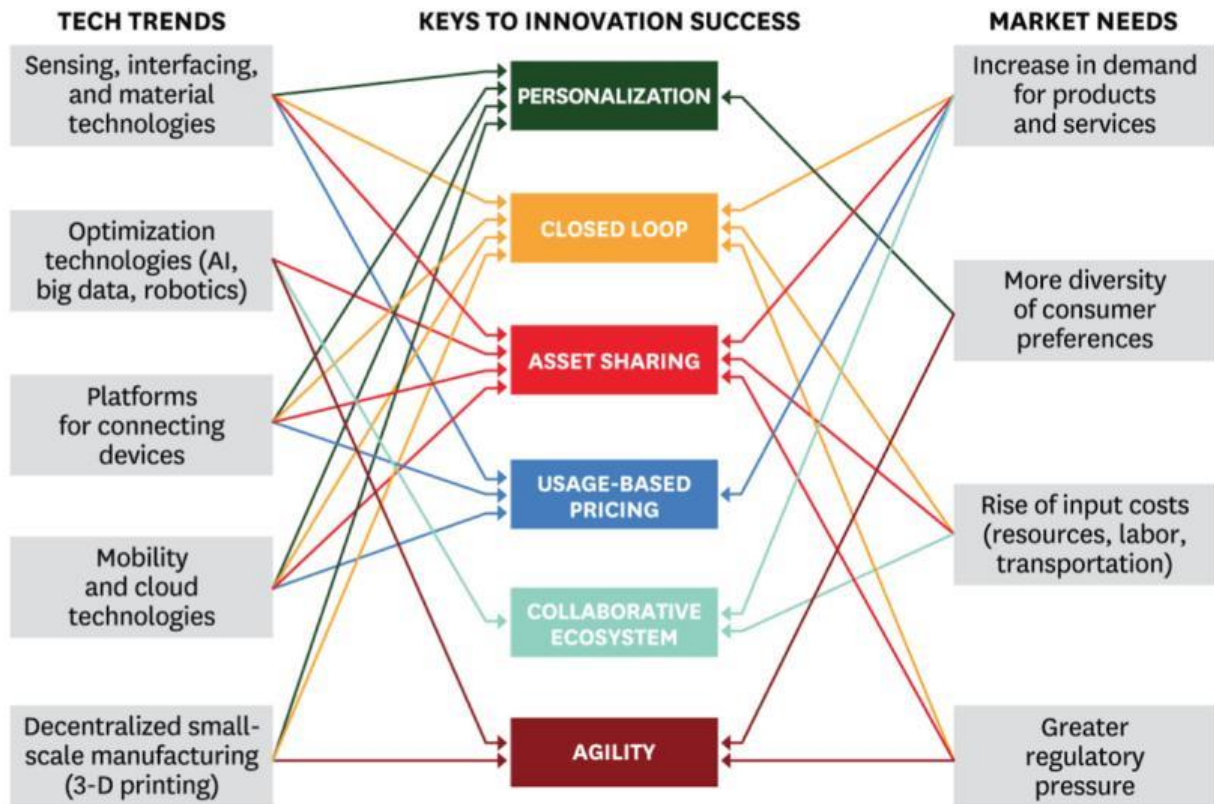 TECH TRENDS
Sensing, interfacing,
and material
technologies
Optimization
technologies (AI,
big data, robotics)
Platforms
for connecting
devices
Mobility
and cloud
technologies
Decentralized small-
scale manufacturing
(3-D printing)
KEYS TO INNOVATION SUCCESS
PERSONALIZATION
CLOSED LOOP
ASSET SHARING
USAGE-BASED
PRICING
COLLABORATIVE
ECOSYSTEM
AGILITY
MARKET NEEDS
Increase in demand
for products
and services
More diversity
of consumer
preferences
Rise of input costs
(resources, labor,
transportation)
Greater
regulatory
pressure